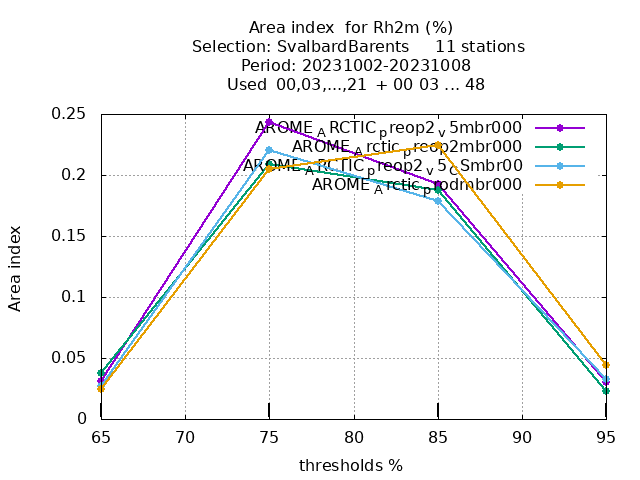 Area index for Rh2m (%)
Selection: SvalbardBarents 11 stations
Period: 20231002-20231008
Used 00,03,...,21 + 00 03 ... 48
0.25
0.2
0.15
0.1
0.05
0
65 70 75 80 85 90 95
Area index
thresholds %
AROME_ARCTIC_preop2_v5mbr000
AROME_Arctic_preop2mbr000
AROME_ARCTIC_preop2_v5_CSmbr00
AROME_Arctic_prodmbr000